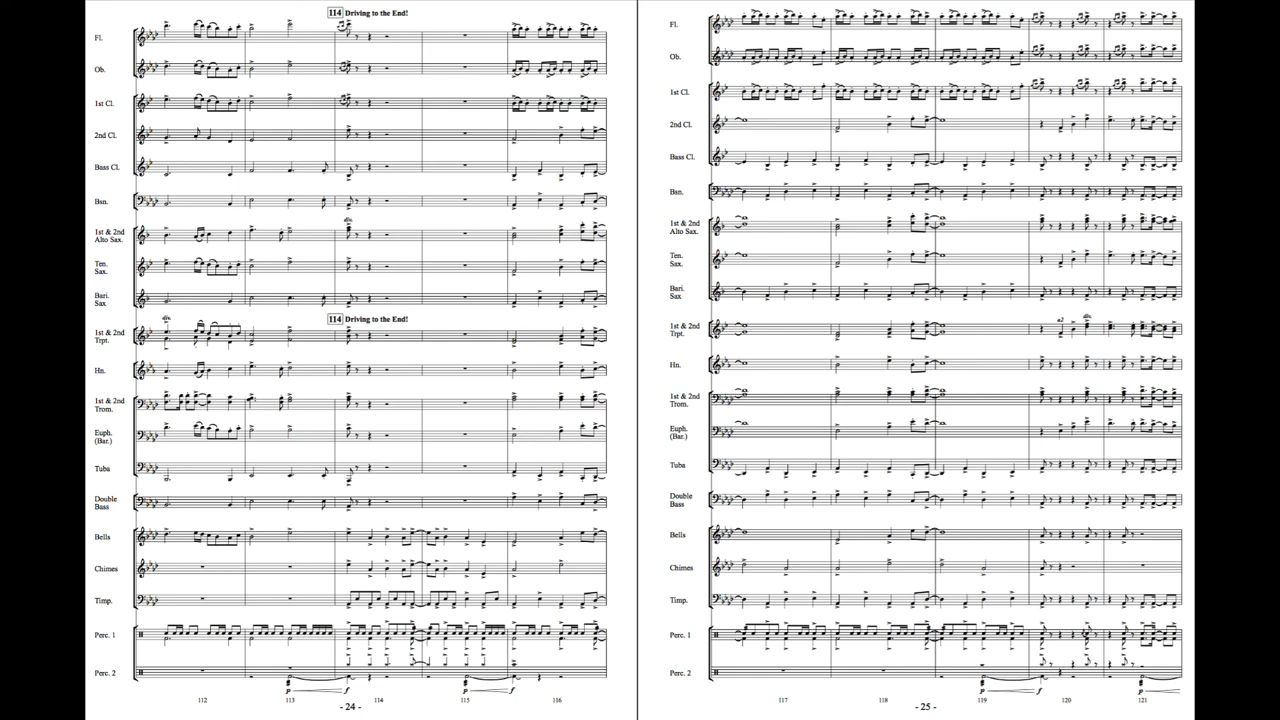 114 Driving to the End!
Fl.
Ob.
1st Cl.
2nd Cl.
Bass Cl.
Bsn.
div.
1st & 2nd
Alto Sax.
Ten.
Sax.
Bari.
Sax
114 Driving to the End!
div.
1st & 2nd
Trpt.
Hn.
1st & 2nd
Trom.
Euph.
(Bar.)
Tuba
Double
Bass
Bells
Chimes
Timp.
Perc. 1
Perc. 2
p f p f
112 113 114 115 116
- 24 -
Fl.
Ob.
1st Cl.
2nd Cl.
Bass Cl.
Bsn.
1st & 2nd
Alto Sax.
Ten.
Sax.
Bari.
Sax
a2 div.
1st & 2nd
Trpt.
Hn.
1st & 2nd
Trom.
Euph.
(Bar.)
Tuba
Double
Bass
Bells
Chimes
Timp.
Perc. 1
Perc. 2
p f p
117 118 119 120 121
- 25 -